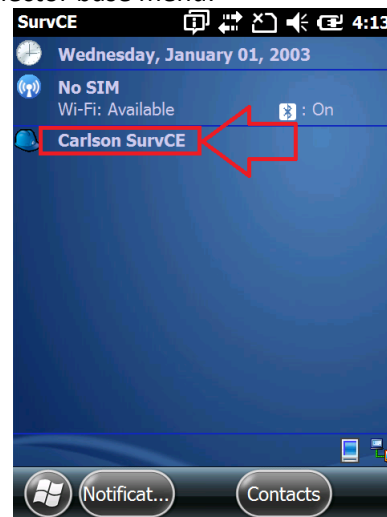 SurvCE 4:13
Wednesday, January 01, 2003
No SIM
Wi-Fi: Available : On
Carlson SurvCE
Notificat...
Contacts